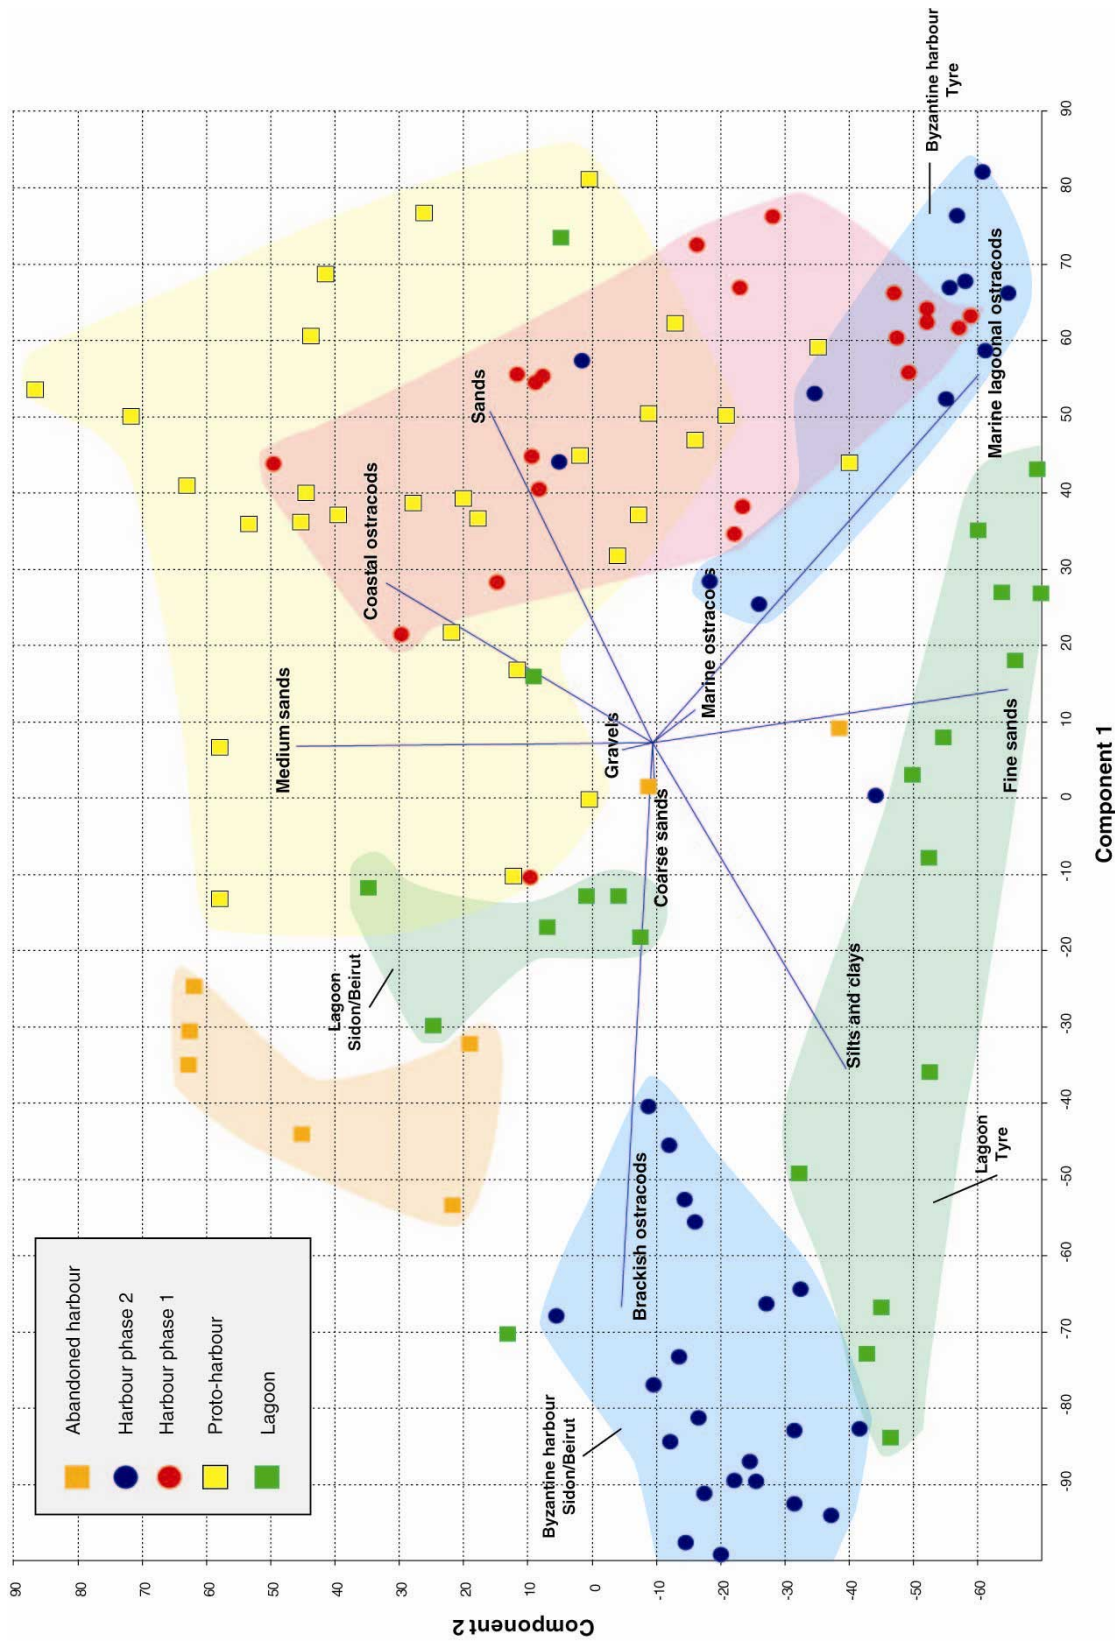 Abandoned harbour
Harbour phase 2
Harbour phase 1
Proto-harbour
Lagoon
Medium sands
Coastal ostracods
Sands
Lagoon
Sidon/Beirut
Gravels
Coarse sands
Marine ostracods
Marine lagoonal ostracods
Byzantine harbour
Tyre
Brackish ostracods
Byzantine harbour
Sidon/Beirut
Silts and clays
Fine sands
Lagoon
Tyre
Component 2
90
80
70
60
50
40
30
20
10
0
-10
-20
-30
-40
-50
-60
-90
-80
-70
-60
-50
-40
-30
-20
-10
0
10
20
30
40
50
60
70
80
90
Component 1